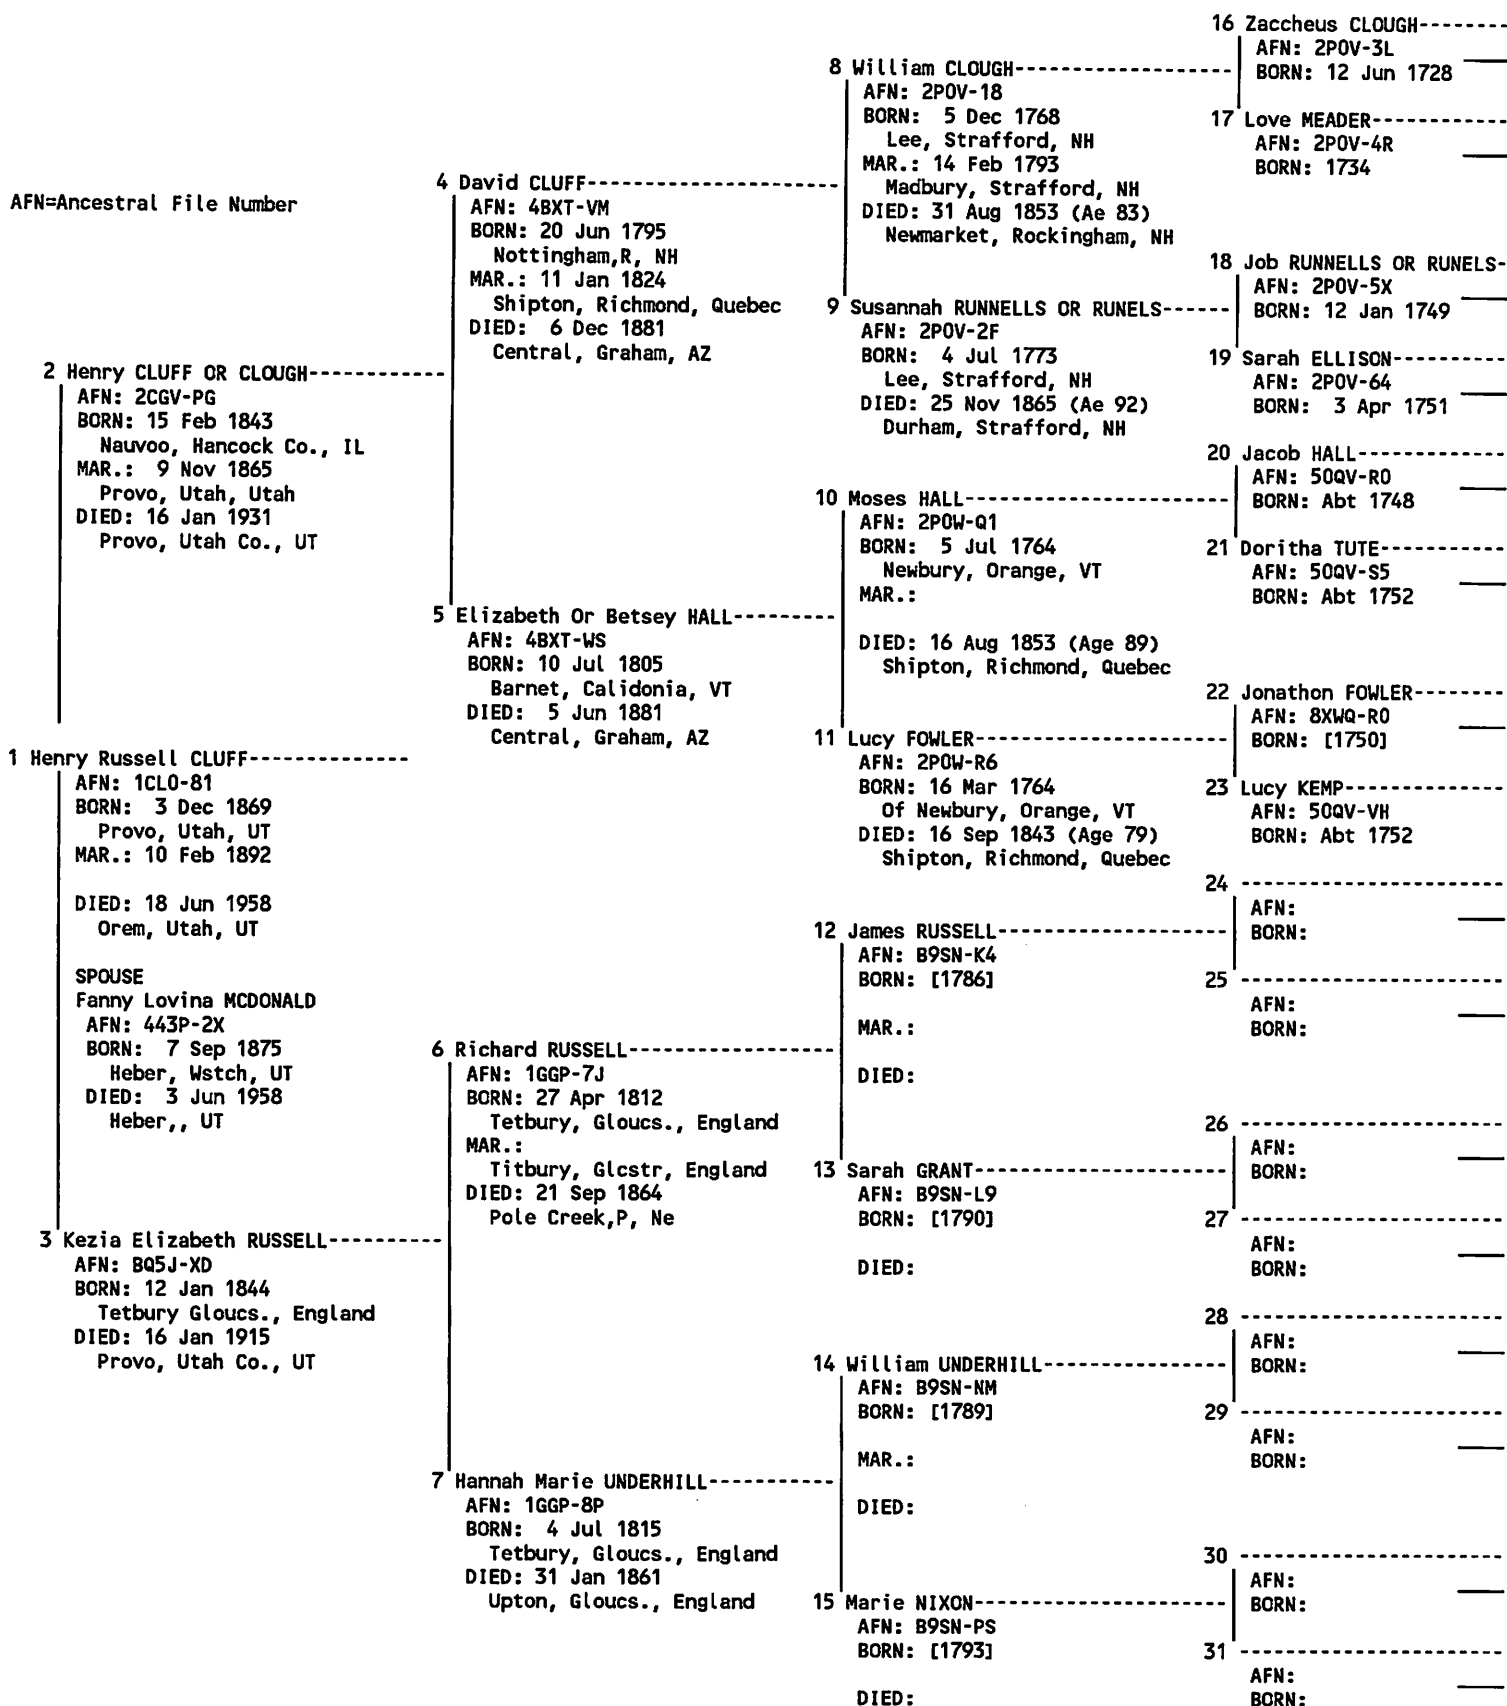 AFN=Ancestral File Number
1 Henry Russell CLUFF--------------
AFN: 1CLO-81
BORN: 3 Dec 1869
Provo, Utah, UT
MAR.: 10 Feb 1892
DIED: 18 Jun 1958
Orem, Utah, UT
SPOUSE
Fanny Lovina MCDONALD
AFN: 443P-2X
BORN: 7 Sep 1875
Heber, Wstch, UT
DIED: 3 Jun 1958
Heber,, UT
2 Henry CLUFF OR CLOUGH------------
AFN: 2CGV-PG
BORN: 15 Feb 1843
Nauvoo, Hancock Co., IL
MAR.: 9 Nov 1865
Provo, Utah, Utah
DIED: 16 Jan 1931
Provo, Utah Co., UT
3 Kezia Elizabeth RUSSELL----------
AFN: BQ5J-XD
BORN: 12 Jan 1844
Tetbury Gloucs., England
DIED: 16 Jan 1915
Provo, Utah Co., UT
4 David CLUFF----------------------
AFN: 4BXT-VM
BORN: 20 Jun 1795
Nottingham,R, NH
MAR.: 11 Jan 1824
Shipton, Richmond, Quebec
DIED: 6 Dec 1881
Central, Graham, AZ
5 Elizabeth Or Betsey HALL---------
AFN: 4BXT-WS
BORN: 10 Jul 1805
Barnet, Calidonia, VT
DIED: 5 Jun 1881
Central, Graham, AZ
6 Richard RUSSELL------------------
AFN: 1GGP-7J
BORN: 27 Apr 1812
Tetbury, Gloucs., England
MAR.:
Titbury, Glcstr, England
DIED: 21 Sep 1864
Pole Creek,P, Ne
7 Hannah Marie UNDERHILL-----------
AFN: 1GGP-8P
BORN: 4 Jul 1815
Tetbury, Gloucs., England
DIED: 31 Jan 1861
Upton, Gloucs., England
8 William CLOUGH-------------------
AFN: 2POV-18
BORN: 5 Dec 1768
Lee, Strafford, NH
MAR.: 14 Feb 1793
Madbury, Strafford, NH
DIED: 31 Aug 1853 (Ae 83)
Newmarket, Rockingham, NH
9 Susannah RUNNELLS OR RUNELS------
AFN: 2POV-2F
BORN: 4 Jul 1773
Lee, Strafford, NH
DIED: 25 Nov 1865 (Ae 92)
Durham, Strafford, NH
10 Moses HALL-----------------------
AFN: 2POW-Q1
BORN: 5 Jul 1764
Newbury, Orange, VT
MAR.:
DIED: 16 Aug 1853 (Age 89)
Shipton, Richmond, Quebec
11 Lucy FOWLER----------------------
AFN: 2POW-R6
BORN: 16 Mar 1764
Of Newbury, Orange, VT
DIED: 16 Sep 1843 (Age 79)
Shipton, Richmond, Quebec
12 James RUSSELL--------------------
AFN: B9SN-K4
BORN: [1786]
MAR.:
DIED:
13 Sarah GRANT----------------------
AFN: B9SN-L9
BORN: [1790]
DIED:
14 William UNDERHILL----------------
AFN: B9SN-NM
BORN: [1789]
MAR.:
DIED:
15 Marie NIXON----------------------
AFN: B9SN-PS
BORN: [1793]
DIED:
16 Zaccheus CLOUGH--------
AFN: 2POV-3L
BORN: 12 Jun 1728
17 Love MEADER------------
AFN: 2POV-4R
BORN: 1734
18 Job RUNNELLS OR RUNELS-
AFN: 2POV-5X
BORN: 12 Jan 1749
19 Sarah ELLISON----------
AFN: 2POV-64
BORN: 3 Apr 1751
20 Jacob HALL-------------
AFN: 50QV-R0
BORN: Abt 1748
21 Doritha TUTE-----------
AFN: 50QV-S5
BORN: Abt 1752
22 Jonathon FOWLER--------
AFN: 8XWQ-R0
BORN: [1750]
23 Lucy KEMP--------------
AFN: 50QV-VH
BORN: Abt 1752
24 -----------------------
AFN:
BORN:
25 -----------------------
AFN:
BORN:
26 -----------------------
AFN:
BORN:
27 -----------------------
AFN:
BORN:
28 -----------------------
AFN:
BORN:
29 -----------------------
AFN:
BORN:
30 -----------------------
AFN:
BORN:
31 -----------------------
AFN:
BORN: